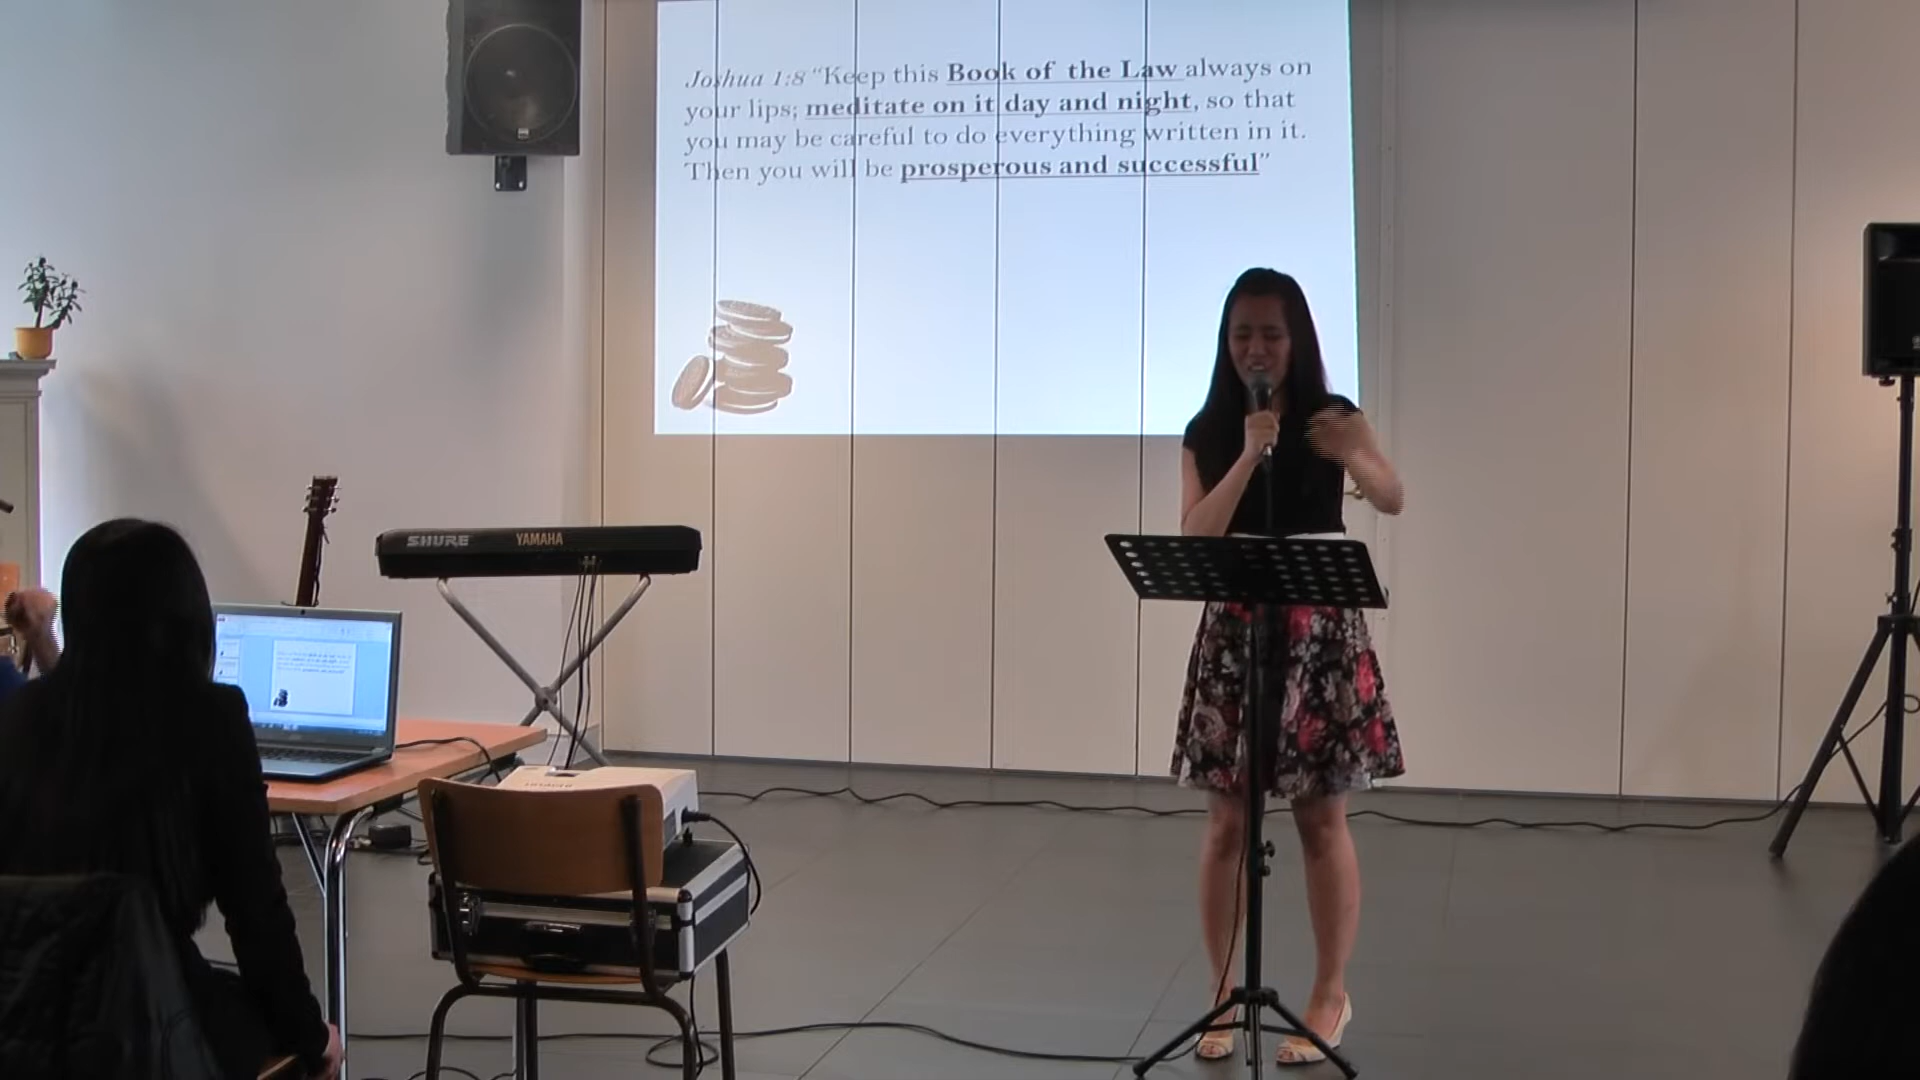 Joshua 1:8 “Keep this Book of the Law always on
your lips; meditate on it day and night, so that
you may be careful to do everything written in it.
Then you will be prosperous and successful”
SHURE YAMAHA